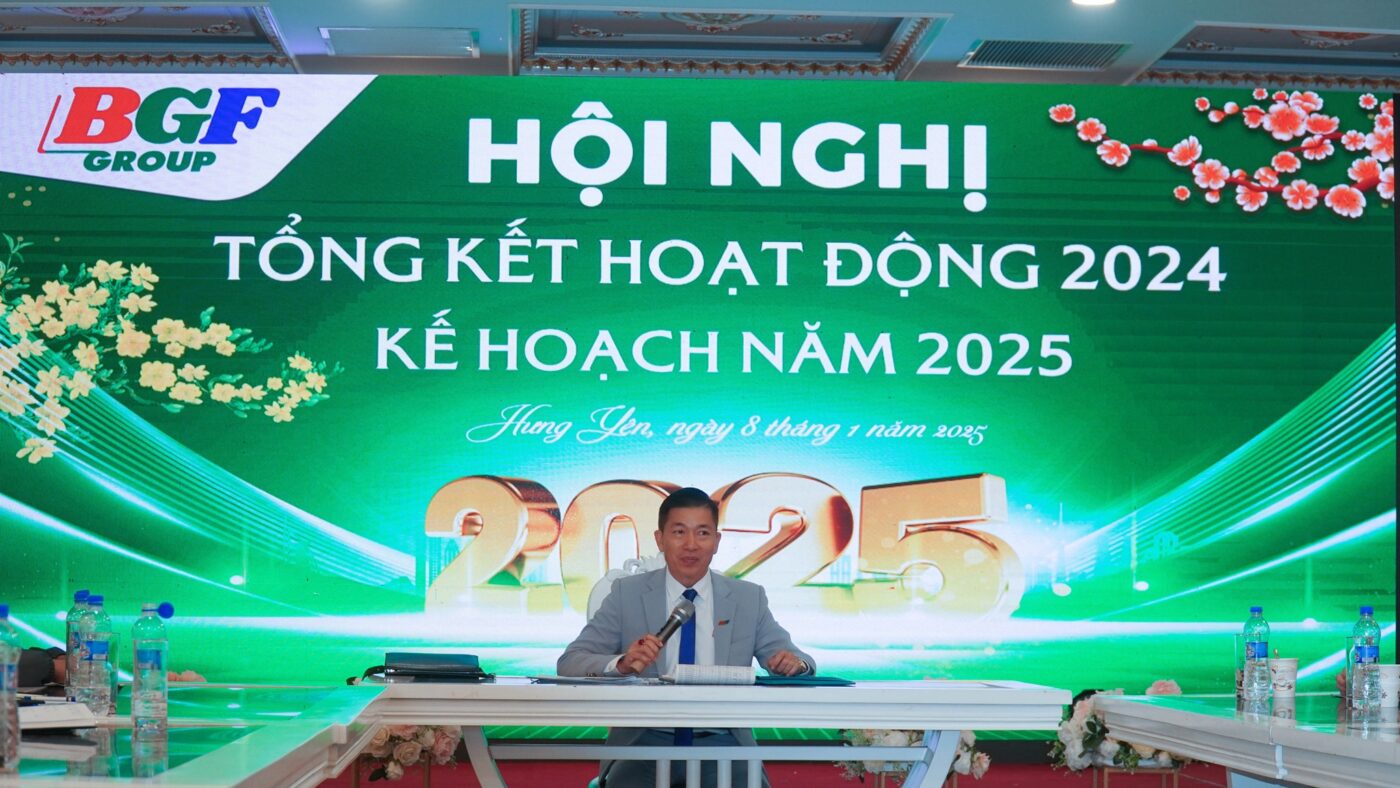 BGF
GROUP
HỘI NGHỊ
TỔNG KẾT HOẠT ĐỘNG 2024
KẾ HOẠCH NĂM 2025
Hưng Yên, ngày 8 tháng 1 năm 2025
2025